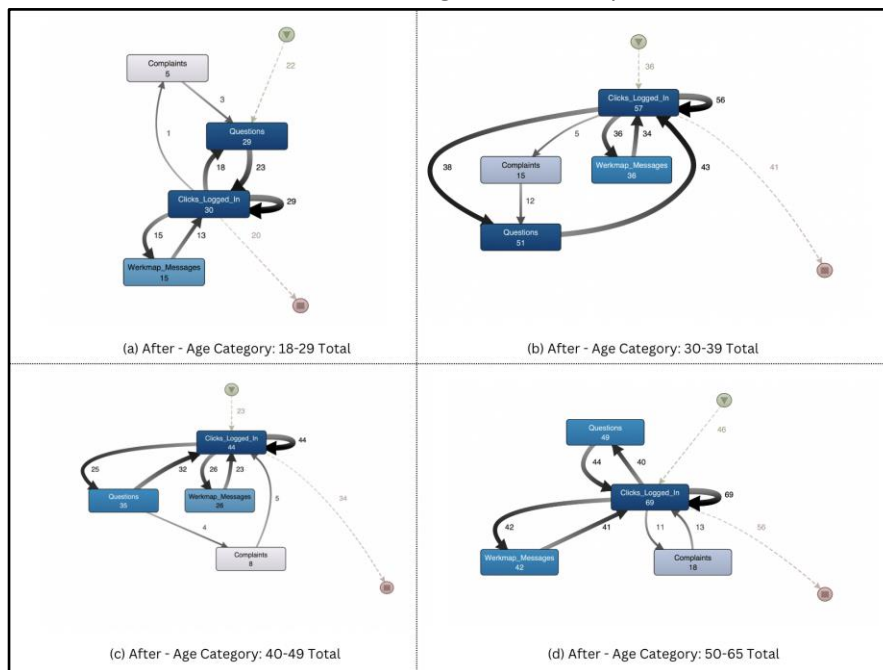 Complaints
5
22
3
1
Questions
29
18
23
Clicks_Logged_In
30
29
15
13
20
Werkmap_Messages
15
(a) After - Age Category: 18-29 Total
36
Clicks_Logged_In
57
56
38
5
36
34
41
Complaints
15
Werkmap_Messages
36
43
12
Questions
51
(b) After - Age Category: 30-39 Total
23
Clicks_Logged_In
44
44
25
32
26
23
Questions
35
Werkmap_Messages
26
5
34
4
Complaints
8
(c) After - Age Category: 40-49 Total
Questions
49
46
44
40
Clicks_Logged_In
69
69
42
41
11
13
56
Werkmap_Messages
42
Complaints
18
(d) After - Age Category: 50-65 Total